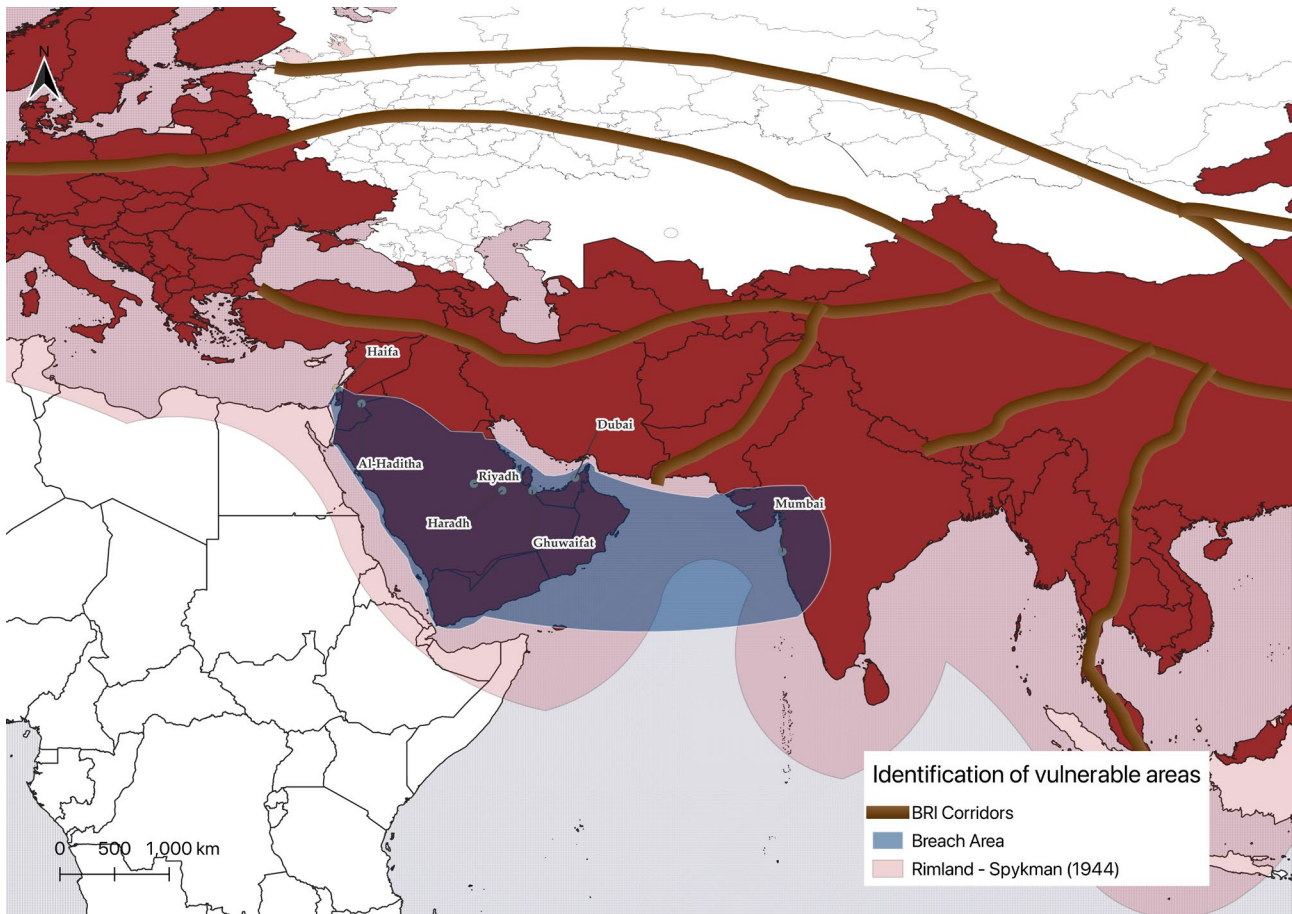 N
Haifa
Dubai
Al-Haditha
Riyadh
Mumbai
Haradh
Ghuwaifat
Identification of vulnerable areas
BRI Corridors
Breach Area
Rimland - Spykman (1944)
0 500 1,000 km